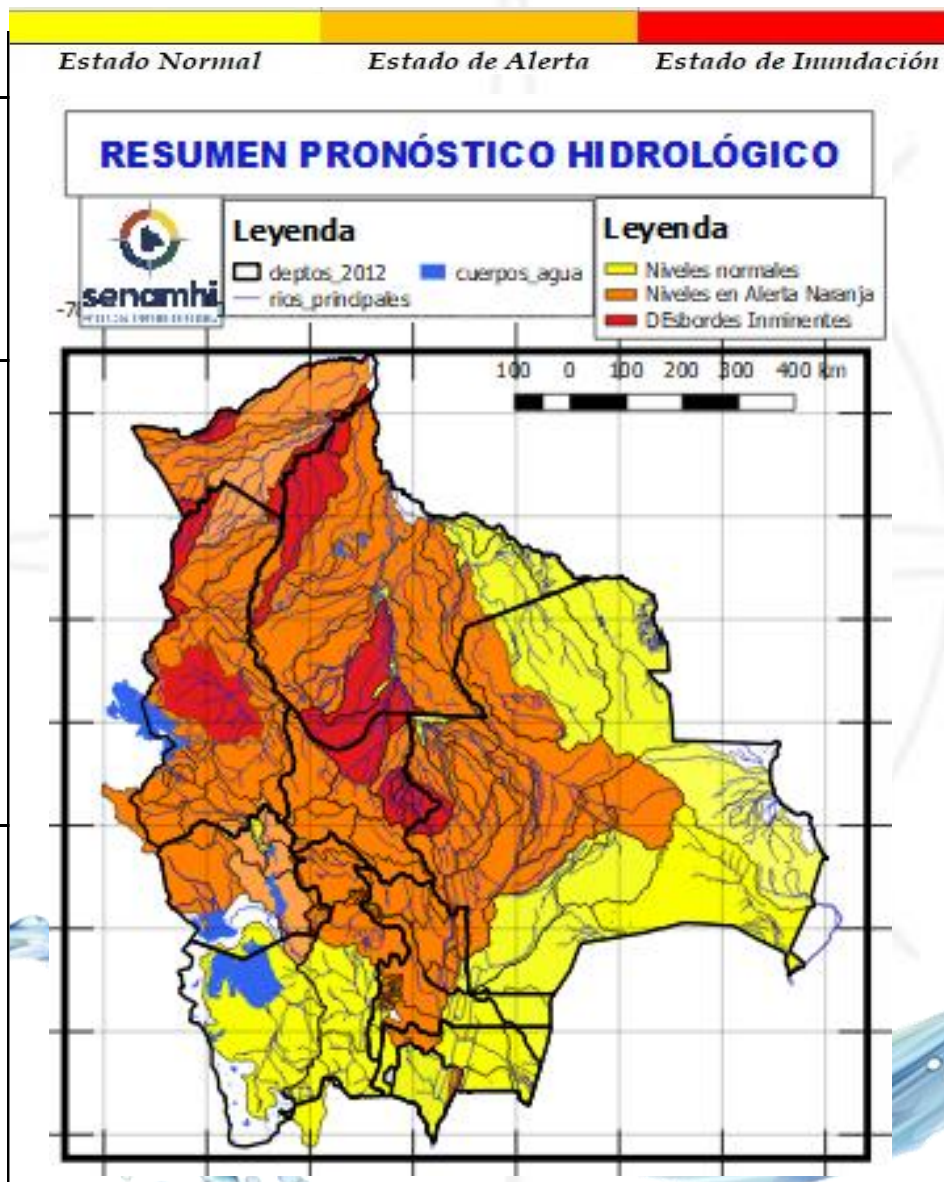 Estado Normal Estado de Alerta Estado de Inundación
RESUMEN PRONÓSTICO HIDROLÓGICO
senamhi
Leyenda
deptos_2012 cuerpos_agua
rios_principales
Leyenda
Niveles normales
Niveles en Alerta Naranja
DEsbordes Inminentes
100 0 100 200 300 400 km